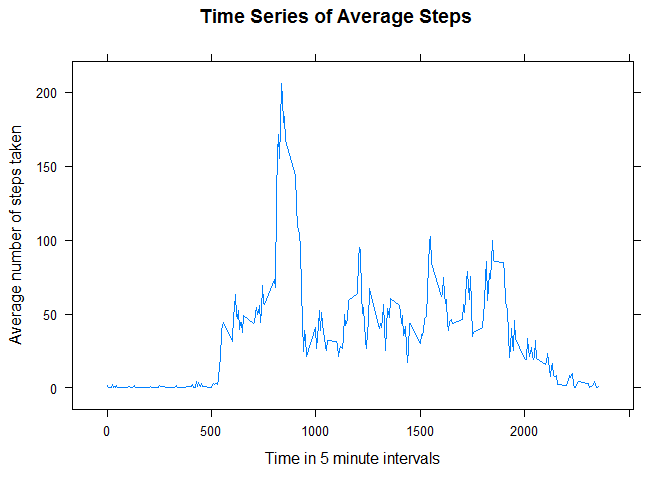 Time Series of Average Steps
Average number of steps taken
200
150
100
50
0
0 500 1000 1500 2000
Time in 5 minute intervals